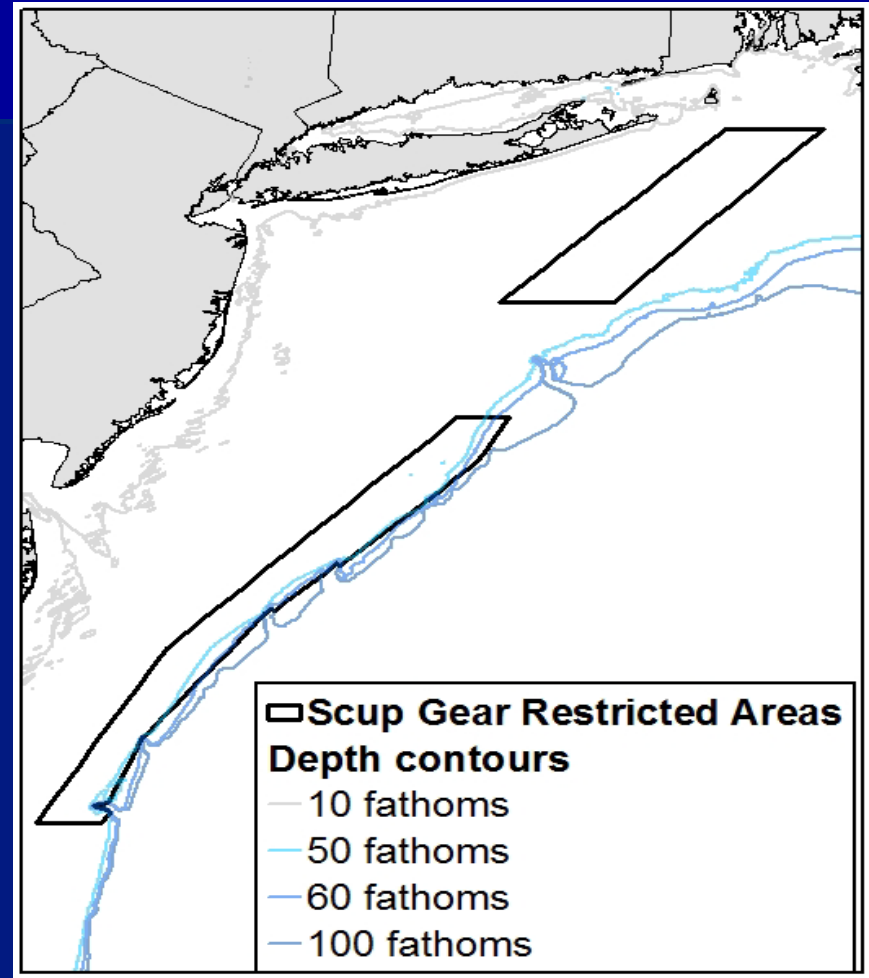 Scup Gear Restricted Areas
Depth contours
10 fathoms
50 fathoms
60 fathoms
100 fathoms